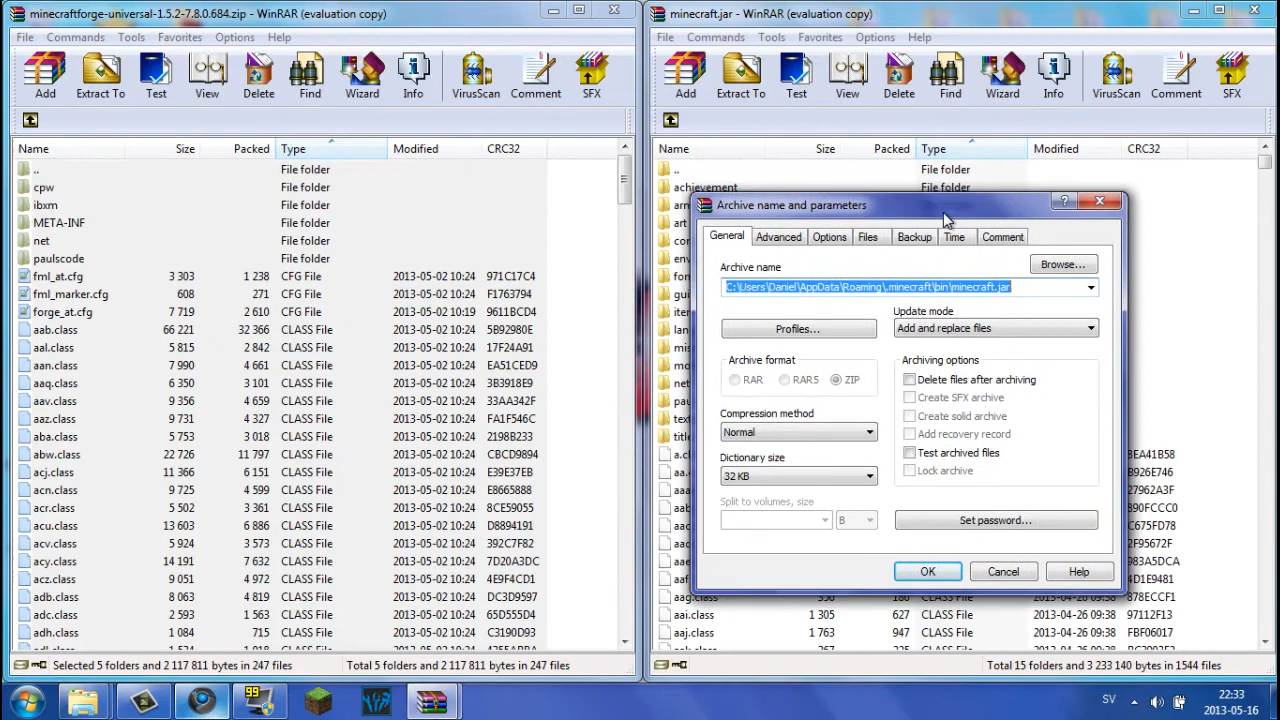 minecraftforge-universal-1.5.2-7.8.0.684.zip - WinRAR (evaluation copy)
File Commands Tools Favorites Options Help
Add Extract To Test View Delete Find Wizard Info VirusScan Comment SFX
Name Size Packed Type Modified CRC32
.. File folder
cpw File folder
ibxm File folder
META-INF File folder
net File folder
paulscode File folder
fml_at.cfg 3 303 1 238 CFG File 2013-05-02 10:24 971C17C4
fml_marker.cfg 608 271 CFG File 2013-05-02 10:24 F1763794
forge_at.cfg 7 719 2 610 CFG File 2013-05-02 10:19 9611BCD4
aab.class 66 221 32 366 CLASS File 2013-05-02 10:24 5B92980E
aal.class 5 815 2 842 CLASS File 2013-05-02 10:24 17F24A91
aan.class 7 990 4 661 CLASS File 2013-05-02 10:24 EA51CED9
aaq.class 6 350 3 101 CLASS File 2013-05-02 10:24 3B3918E9
aav.class 6 359 3 406 CLASS File 2013-05-02 10:24 33AA342F
aaz.class 9 731 4 637 CLASS File 2013-05-02 10:24 FA1F546C
aba.class 5 753 3 018 CLASS File 2013-05-02 10:24 2198B233
abw.class 22 726 11 797 CLASS File 2013-05-02 10:24 CBCD9894
acj.class 11 366 5 275 CLASS File 2013-05-02 10:24 E39E37EB
acn.class 9 725 4 599 CLASS File 2013-05-02 10:24 E8665888
acr.class 5 502 3 361 CLASS File 2013-05-02 10:24 8CE59055
acu.class 13 603 6 886 CLASS File 2013-05-02 10:24 D8894191
acv.class 5 924 3 573 CLASS File 2013-05-02 10:24 392C7F82
acy.class 14 191 7 632 CLASS File 2013-05-02 10:24 7D20A3DC
acz.class 9 051 4 972 CLASS File 2013-05-02 10:24 4E9F4CD1
adb.class 8 063 4 819 CLASS File 2013-05-02 10:24 DC3D9597
adc.class 2 593 1 534 CLASS File 2013-05-02 10:24 65D555D4
adh.class 1 084 715 CLASS File 2013-05-02 10:24 C3190D93
Selected 5 folders and 2 117 811 bytes in 247 files Total 5 folders and 2 117 811 bytes in 247 files
minecraft.jar - WinRAR (evaluation copy)
File Commands Tools Favorites Options Help
Add Extract To Test View Delete Find Wizard Info VirusScan Comment SFX
Name Size Packed Type Modified CRC32
.. File folder
achievement File folder
art
net
Archive name and parameters
General Advanced Options Files Backup Time Comment
Archive name
Browse...
C:\Users\Daniel\AppData\Roaming\.minecraft\bin\minecraft.jar
Profiles...
Update mode
Add and replace files
Archive format
RAR RAR5 ZIP
Archiving options
Delete files after archiving
Create SFX archive
Create solid archive
Add recovery record
Test archived files
Lock archive
Compression method
Normal
Dictionary size
32 KB
Split to volumes, size
B
Set password...
OK Cancel Help
a.class 8EA41B58
aag.class 180 878ECCF1
aai.class 1 305 627 CLASS File 2013-04-26 09:38 97112F13
aaj.class 1 763 947 CLASS File 2013-04-26 09:38 FBF06017
Total 15 folders and 3 233 140 bytes in 1544 files
99
SV
22:33
2013-05-16